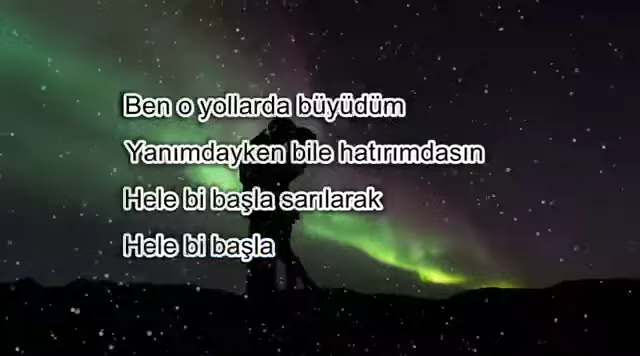 Ben o yollarda büyüdüm
Yanımdayken bile hatırımdasın
Hele bi başla sarılarak
Hele bi başla